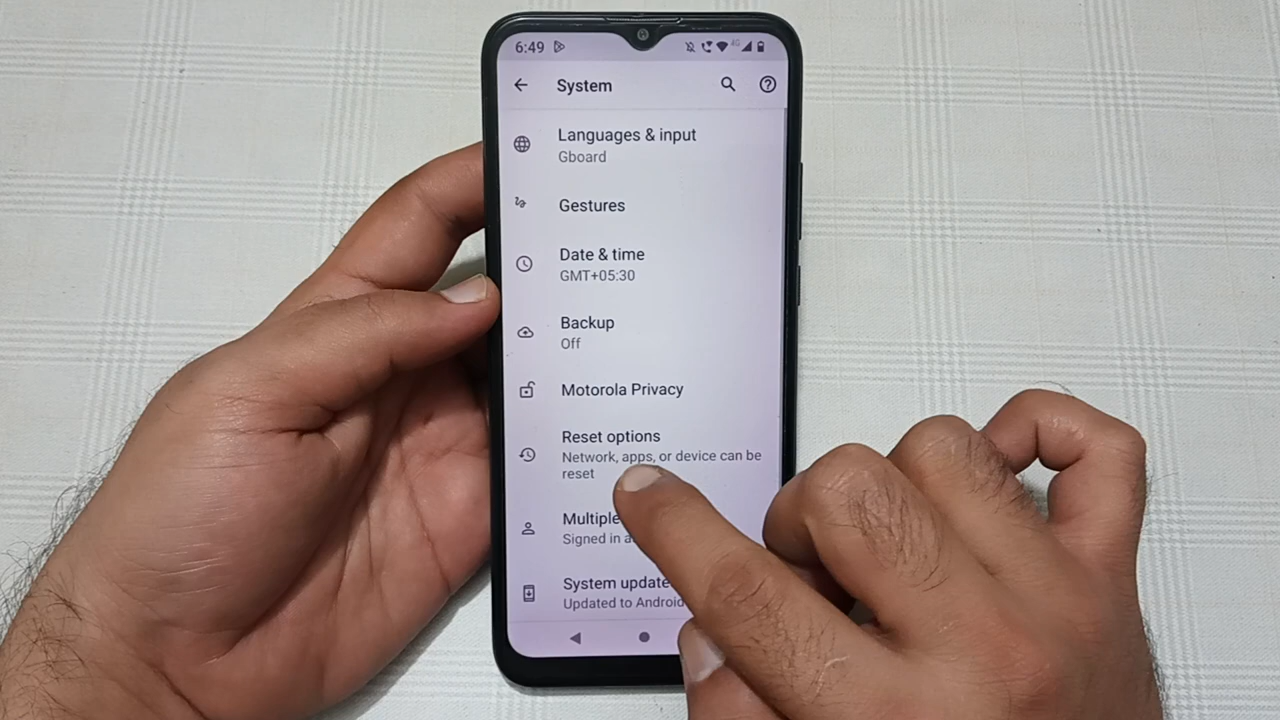 6:49
4G
System
Languages & input
Gboard
Gestures
Date & time
GMT+05:30
Backup
Off
Motorola Privacy
Reset options
Network, apps, or device can be
reset
Multiple
Signed in a
System update
Updated to Android